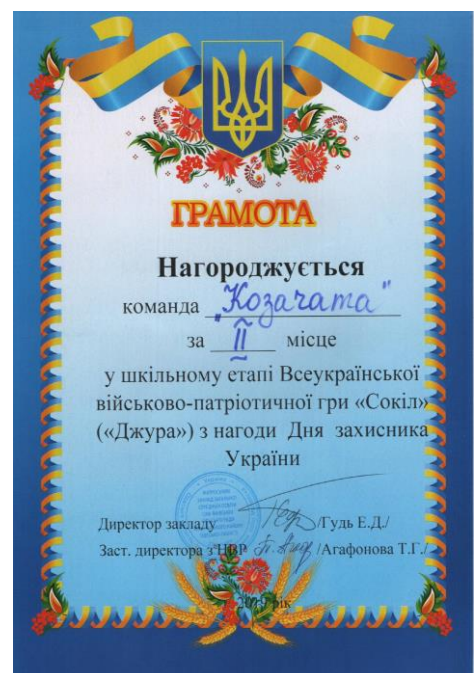 ГРАМОТА
Нагороджується
команда „Козачата"
за II місце
у шкільному етапі Всеукраїнської
військово-патріотичної гри «Сокіл»
(«Джура») з нагоди Дня захисника
України
Директор закладу /Гудь Е.Д./
Заст. директора з НВР /Агафонова Т.Г./
рік